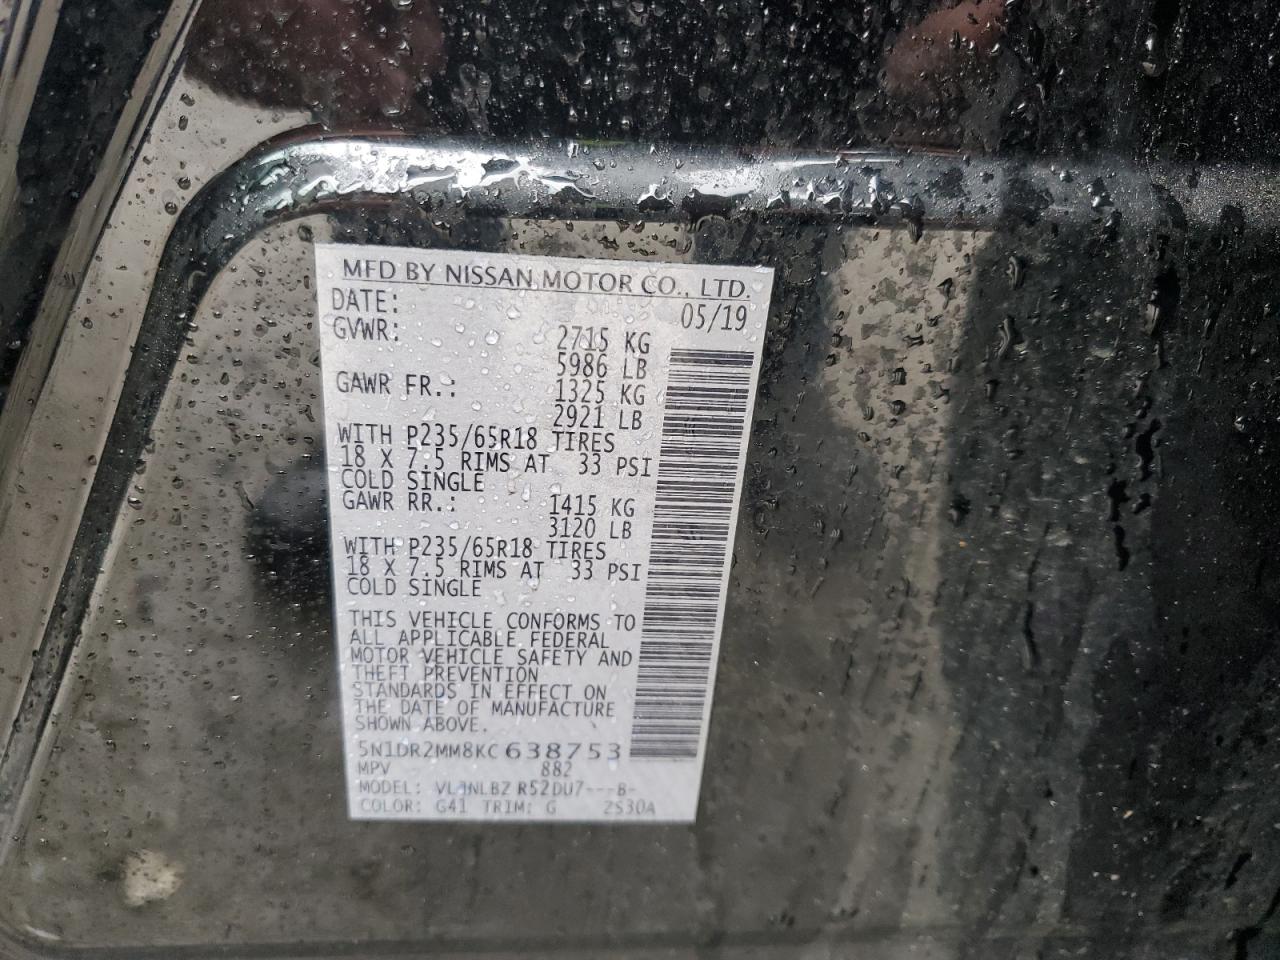 MFD BY NISSAN MOTOR CO., LTD.
DATE: 05/19
GVWR: 2715 KG
5986 LB
GAWR FR.: 1325 KG
2921 LB
WITH P235/65R18 TIRES
18 X 7.5 RIMS AT 33 PSI
COLD SINGLE
GAWR RR.: 1415 KG
3120 LB
WITH P235/65R18 TIRES
18 X 7.5 RIMS AT 33 PSI
COLD SINGLE
THIS VEHICLE CONFORMS TO
ALL APPLICABLE FEDERAL
MOTOR VEHICLE SAFETY AND
THEFT PREVENTION
STANDARDS IN EFFECT ON
THE DATE OF MANUFACTURE
SHOWN ABOVE.
5N1DR2MM8KC638753
MPV 882
MODEL: R52DU7---B-
COLOR: G41 TRIM: G 2S30A